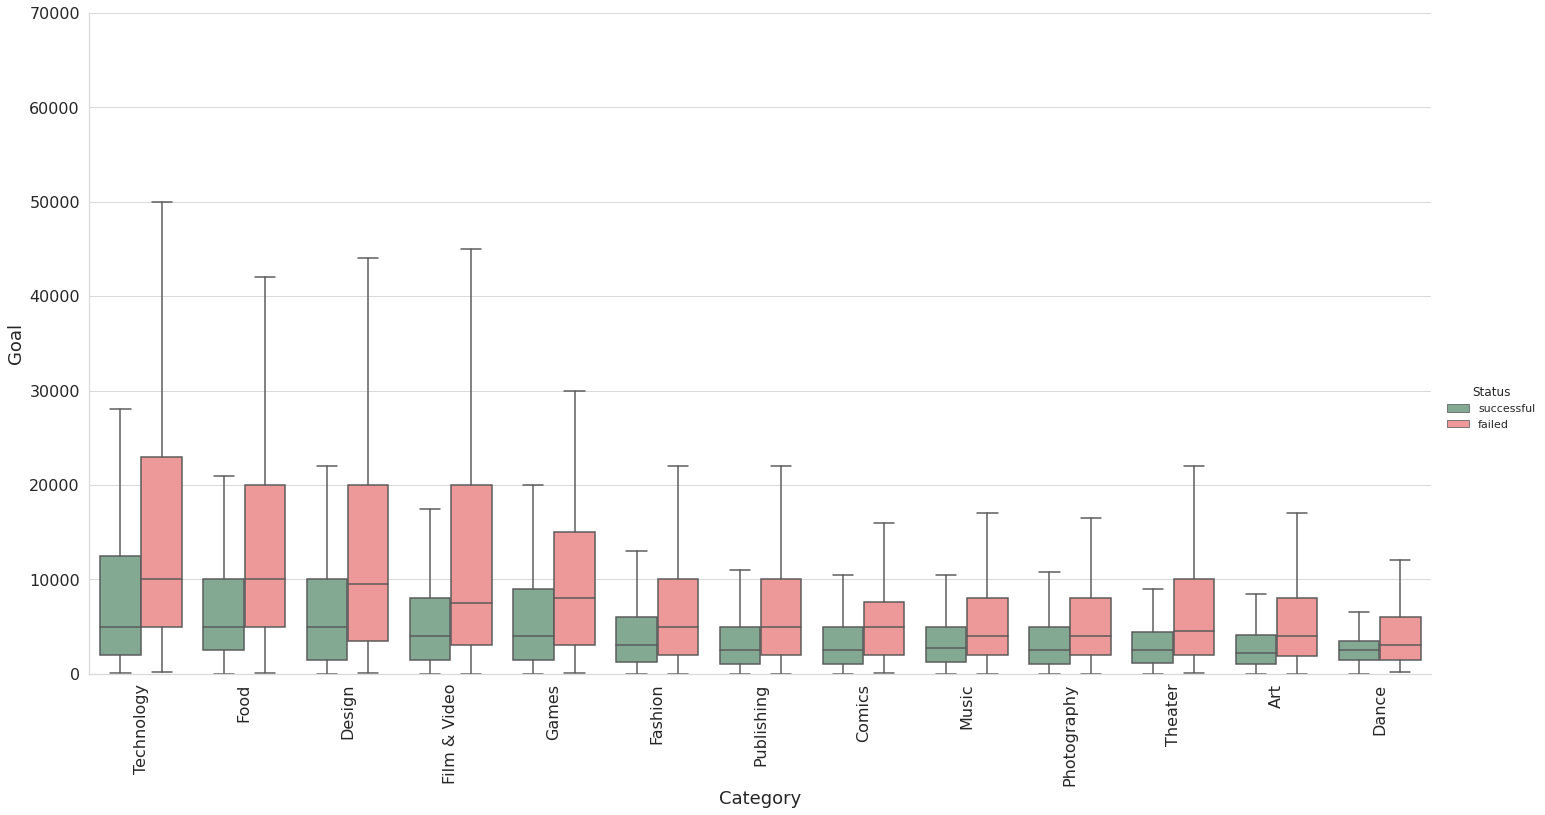 70000
60000
50000
40000
30000
20000
10000
0
Goal
Technology
Food
Design
Film & Video
Games
Fashion
Publishing
Comics
Music
Photography
Theater
Art
Dance
Category
Status
successful
failed